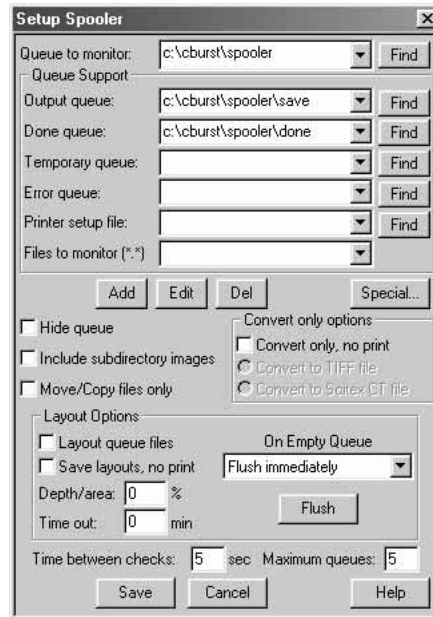 Setup Spooler
Queue to monitor: c:\cburst\spooler Find
Queue Support
Output queue: c:\cburst\spooler\save Find
Done queue: c:\cburst\spooler\done Find
Temporary queue: Find
Error queue: Find
Printer setup file: Find
Files to monitor (*.*)
Add Edit Del Special...
Hide queue
Include subdirectory images
Move/Copy files only
Convert only options
Convert only, no print
Convert to TIFF file
Convert to Scitex CT file
Layout Options
Layout queue files
Save layouts, no print
On Empty Queue
Flush immediately
Depth/area: 0 %
Time out: 0 min
Flush
Time between checks: 5 sec Maximum queues: 5
Save Cancel Help